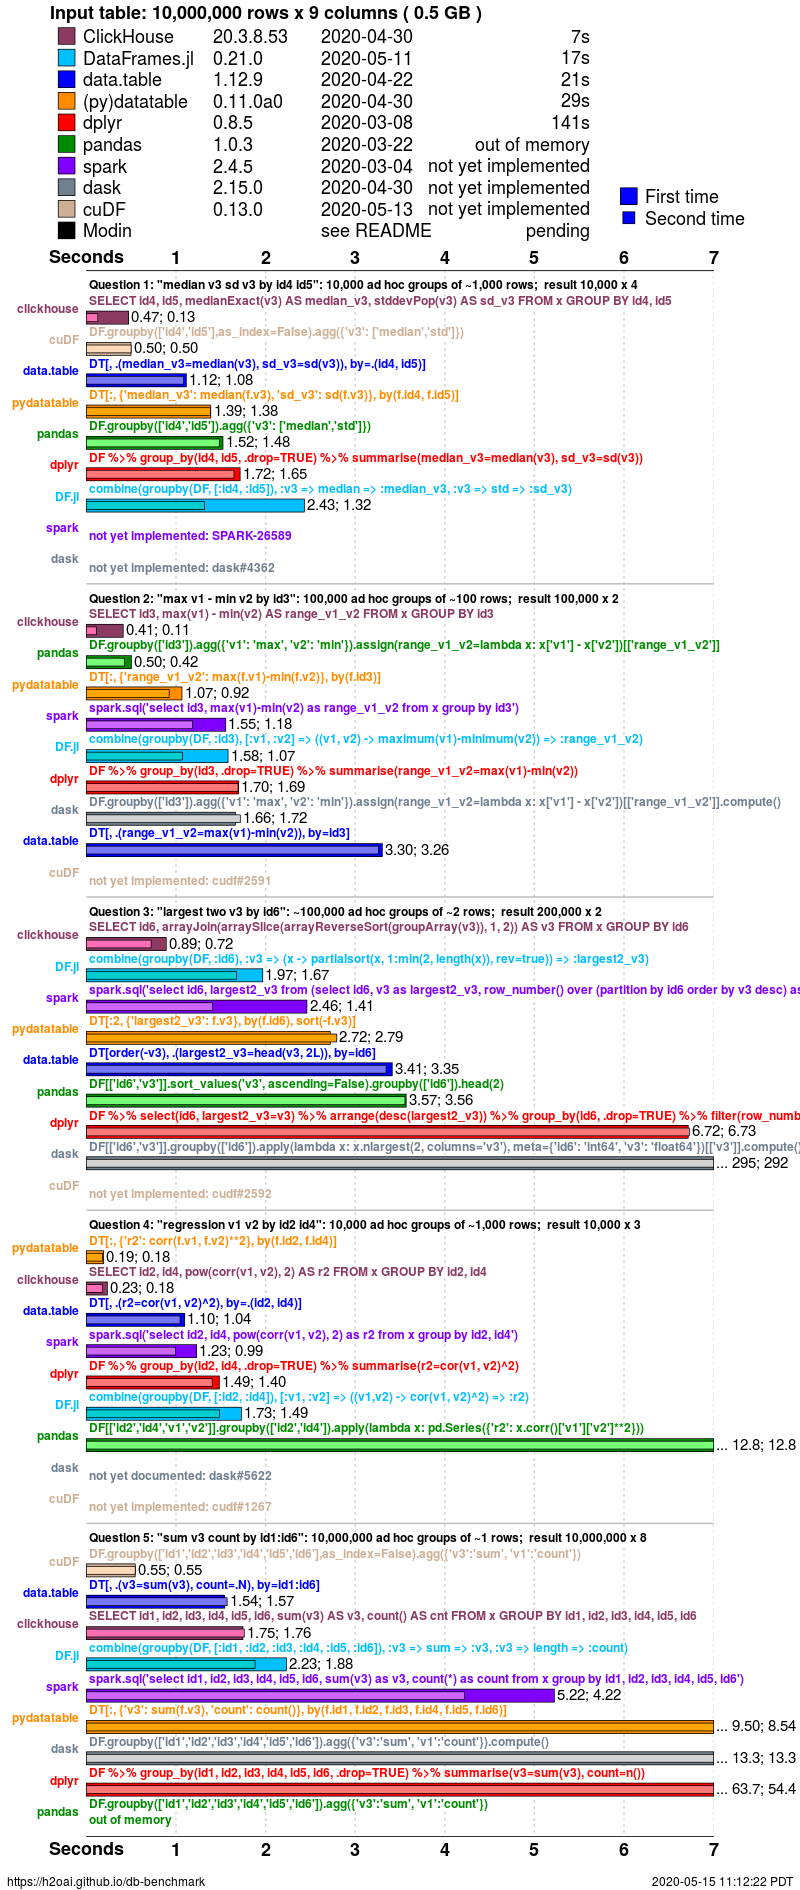 Input table: 10,000,000 rows x 9 columns ( 0.5 GB )
ClickHouse 20.3.8.53 2020-04-30 7s
DataFrames.jl 0.21.0 2020-05-11 17s
data.table 1.12.9 2020-04-22 21s
(py)datatable 0.11.0a0 2020-04-30 29s
dplyr 0.8.5 2020-03-08 141s
pandas 1.0.3 2020-03-22 out of memory
spark 2.4.5 2020-03-04 not yet implemented
dask 2.15.0 2020-04-30 not yet implemented
cuDF 0.13.0 2020-05-13 not yet implemented
Modin see README pending
First time
Second time
Seconds 1 2 3 4 5 6 7
Question 1: "median v3 sd v3 by id4 id5": 10,000 ad hoc groups of ~1,000 rows; result 10,000 x 4
SELECT id4, id5, medianExact(v3) AS median_v3, stddevPop(v3) AS sd_v3 FROM x GROUP BY id4, id5
clickhouse 0.47; 0.13
DF.groupby(['id4','id5'],as_index=False).agg({'v3': ['median','std']})
cuDF 0.50; 0.50
DT[, .(median_v3=median(v3), sd_v3=sd(v3)), by=.(id4, id5)]
data.table 1.12; 1.08
DT[:, {'median_v3': median(f.v3), 'sd_v3': sd(f.v3)}, by(f.id4, f.id5)]
pydatatable 1.39; 1.38
DF.groupby(['id4','id5']).agg({'v3': ['median','std']})
pandas 1.52; 1.48
DF %>% group_by(id4, id5, .drop=TRUE) %>% summarise(median_v3=median(v3), sd_v3=sd(v3))
dplyr 1.72; 1.65
combine(groupby(DF, [:id4, :id5]), :v3 => median => :median_v3, :v3 => std => :sd_v3)
DF.jl 2.43; 1.32
spark not yet implemented: SPARK-26589
dask not yet implemented: dask#4362
Question 2: "max v1 - min v2 by id3": 100,000 ad hoc groups of ~100 rows; result 100,000 x 2
SELECT id3, max(v1) - min(v2) AS range_v1_v2 FROM x GROUP BY id3
clickhouse 0.41; 0.11
DF.groupby(['id3']).agg({'v1': 'max', 'v2': 'min'}).assign(range_v1_v2=lambda x: x['v1'] - x['v2'])[['range_v1_v2']]
pandas 0.50; 0.42
DT[:, {'range_v1_v2': max(f.v1)-min(f.v2)}, by(f.id3)]
pydatatable 1.07; 0.92
spark.sql('select id3, max(v1)-min(v2) as range_v1_v2 from x group by id3')
spark 1.55; 1.18
combine(groupby(DF, :id3), [:v1, :v2] => ((v1, v2) -> maximum(v1)-minimum(v2)) => :range_v1_v2)
DF.jl 1.58; 1.07
DF %>% group_by(id3, .drop=TRUE) %>% summarise(range_v1_v2=max(v1)-min(v2))
dplyr 1.70; 1.69
DF.groupby(['id3']).agg({'v1': 'max', 'v2': 'min'}).assign(range_v1_v2=lambda x: x['v1'] - x['v2'])[['range_v1_v2']].compute()
dask 1.66; 1.72
DT[, .(range_v1_v2=max(v1)-min(v2)), by=id3]
data.table 3.30; 3.26
cuDF not yet implemented: cudf#2591
Question 3: "largest two v3 by id6": ~100,000 ad hoc groups of ~2 rows; result 200,000 x 2
SELECT id6, arrayJoin(arraySlice(arrayReverseSort(groupArray(v3)), 1, 2)) AS v3 FROM x GROUP BY id6
clickhouse 0.89; 0.72
combine(groupby(DF, :id6), :v3 => (x -> partialsort(x, 1:min(2, length(x)), rev=true)) => :largest2_v3)
DF.jl 1.97; 1.67
spark.sql('select id6, largest2_v3 from (select id6, v3 as largest2_v3, row_number() over (partition by id6 order by v3 desc) as
spark 2.46; 1.41
DT[:2, {'largest2_v3': f.v3}, by(f.id6), sort(-f.v3)]
pydatatable 2.72; 2.79
DT[order(-v3), .(largest2_v3=head(v3, 2L)), by=id6]
data.table 3.41; 3.35
DF[['id6','v3']].sort_values('v3', ascending=False).groupby(['id6']).head(2)
pandas 3.57; 3.56
DF %>% select(id6, largest2_v3=v3) %>% arrange(desc(largest2_v3)) %>% group_by(id6, .drop=TRUE) %>% filter(row_numb
dplyr 6.72; 6.73
DF[['id6','v3']].groupby(['id6']).apply(lambda x: x.nlargest(2, columns='v3'), meta={'id6': 'int64', 'v3': 'float64'})[['v3']].compute()
dask ... 295; 292
cuDF not yet implemented: cudf#2592
Question 4: "regression v1 v2 by id2 id4": 10,000 ad hoc groups of ~1,000 rows; result 10,000 x 3
DT[:, {'r2': corr(f.v1, f.v2)**2}, by(f.id2, f.id4)]
pydatatable 0.19; 0.18
SELECT id2, id4, pow(corr(v1, v2), 2) AS r2 FROM x GROUP BY id2, id4
clickhouse 0.23; 0.18
DT[, .(r2=cor(v1, v2)^2), by=.(id2, id4)]
data.table 1.10; 1.04
spark.sql('select id2, id4, pow(corr(v1, v2), 2) as r2 from x group by id2, id4')
spark 1.23; 0.99
DF %>% group_by(id2, id4, .drop=TRUE) %>% summarise(r2=cor(v1, v2)^2)
dplyr 1.49; 1.40
combine(groupby(DF, [:id2, :id4]), [:v1, :v2] => ((v1,v2) -> cor(v1, v2)^2) => :r2)
DF.jl 1.73; 1.49
DF[['id2','id4','v1','v2']].groupby(['id2','id4']).apply(lambda x: pd.Series({'r2': x.corr()['v1']['v2']**2}))
pandas ... 12.8; 12.8
dask not yet documented: dask#5622
cuDF not yet implemented: cudf#1267
Question 5: "sum v3 count by id1:id6": 10,000,000 ad hoc groups of ~1 rows; result 10,000,000 x 8
DF.groupby(['id1','id2','id3','id4','id5','id6'],as_index=False).agg({'v3':'sum', 'v1':'count'})
cuDF 0.55; 0.55
DT[, .(v3=sum(v3), count=.N), by=id1:id6]
data.table 1.54; 1.57
SELECT id1, id2, id3, id4, id5, id6, sum(v3) AS v3, count() AS cnt FROM x GROUP BY id1, id2, id3, id4, id5, id6
clickhouse 1.75; 1.76
combine(groupby(DF, [:id1, :id2, :id3, :id4, :id5, :id6]), :v3 => sum => :v3, :v3 => length => :count)
DF.jl 2.23; 1.88
spark.sql('select id1, id2, id3, id4, id5, id6, sum(v3) as v3, count(*) as count from x group by id1, id2, id3, id4, id5, id6')
spark 5.22; 4.22
DT[:, {'v3': sum(f.v3), 'count': count()}, by(f.id1, f.id2, f.id3, f.id4, f.id5, f.id6)]
pydatatable ... 9.50; 8.54
DF.groupby(['id1','id2','id3','id4','id5','id6']).agg({'v3':'sum', 'v1':'count'}).compute()
dask ... 13.3; 13.3
DF %>% group_by(id1, id2, id3, id4, id5, id6, .drop=TRUE) %>% summarise(v3=sum(v3), count=n())
dplyr ... 63.7; 54.4
DF.groupby(['id1','id2','id3','id4','id5','id6']).agg({'v3':'sum', 'v1':'count'})
pandas out of memory
Seconds 1 2 3 4 5 6 7
https://h2oai.github.io/db-benchmark 2020-05-15 11:12:22 PDT